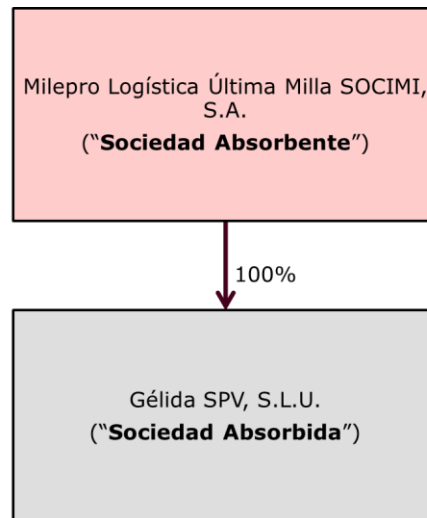 Milepro Logística Última Milla SOCIMI,
S.A.
(“Sociedad Absorbente”)
100%
Gélida SPV, S.L.U.
(“Sociedad Absorbida”)